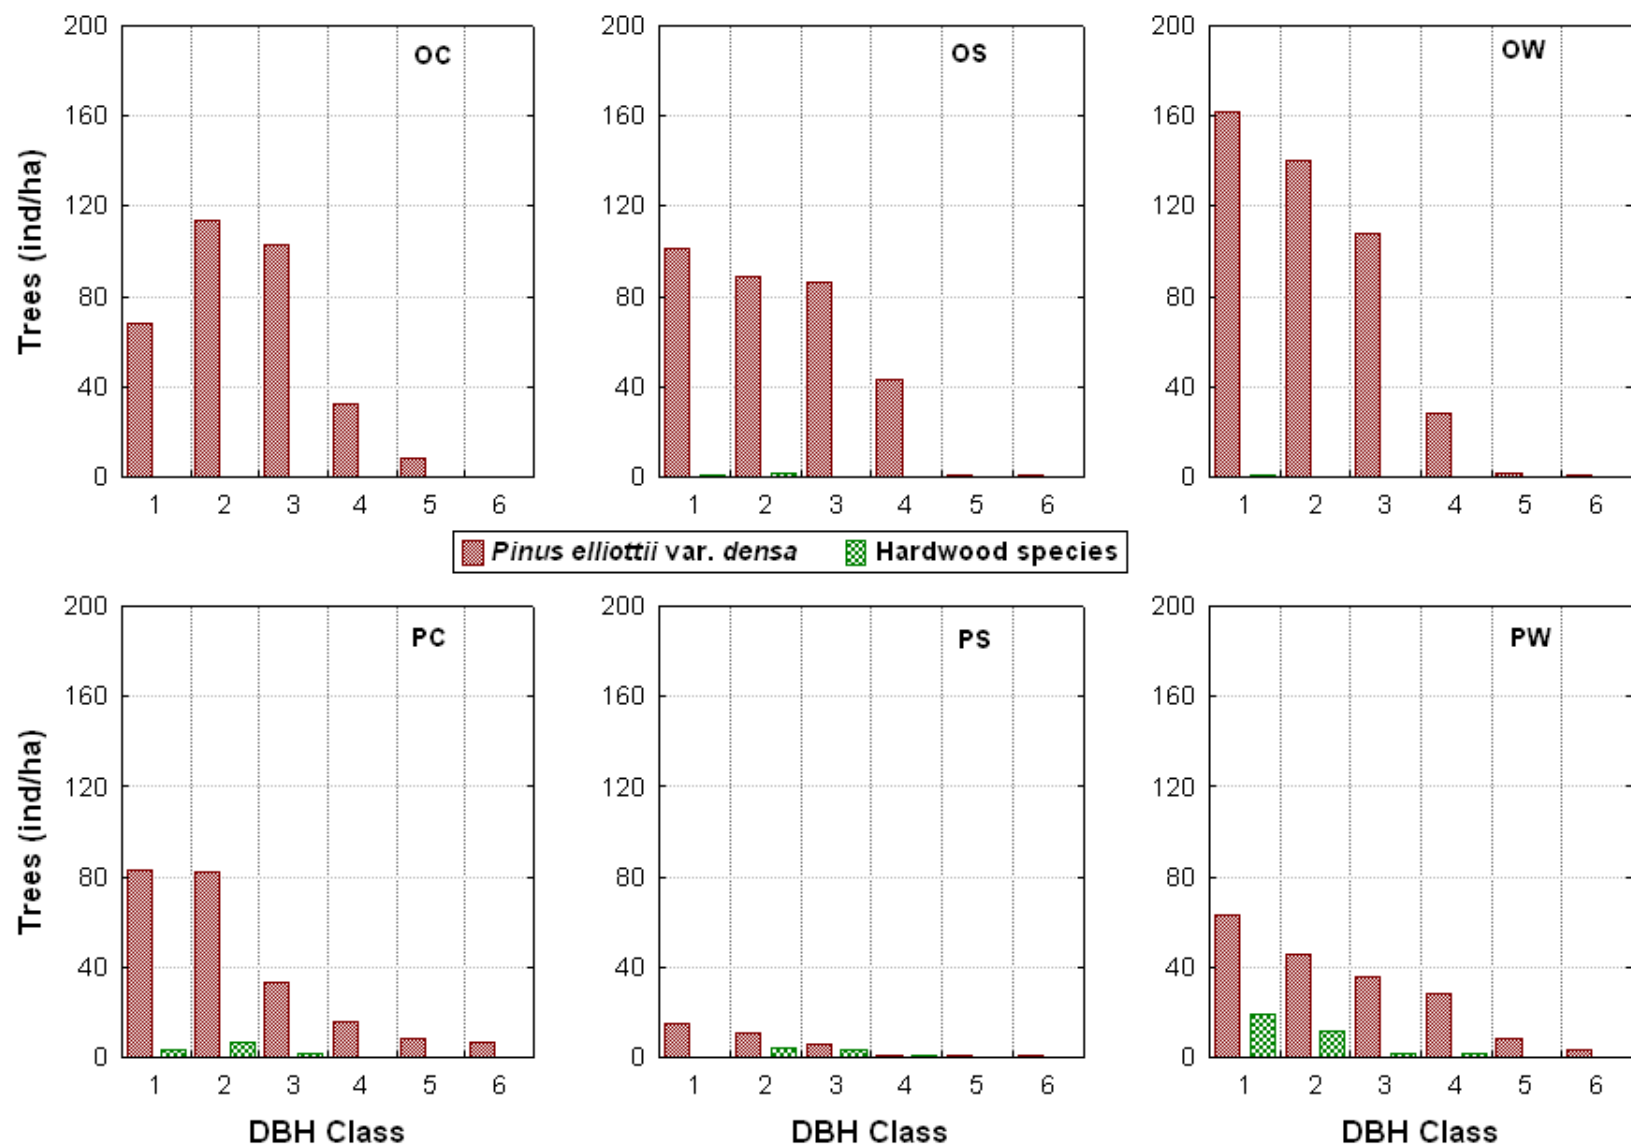 OC
200
160
120
80
40
0
Trees (ind/ha)
1 2 3 4 5 6
OS
200
160
120
80
40
0
1 2 3 4 5 6
OW
200
160
120
80
40
0
1 2 3 4 5 6
Pinus elliottii var. densa Hardwood species
PC
200
160
120
80
40
0
Trees (ind/ha)
1 2 3 4 5 6
DBH Class
PS
200
160
120
80
40
0
1 2 3 4 5 6
DBH Class
PW
200
160
120
80
40
0
1 2 3 4 5 6
DBH Class